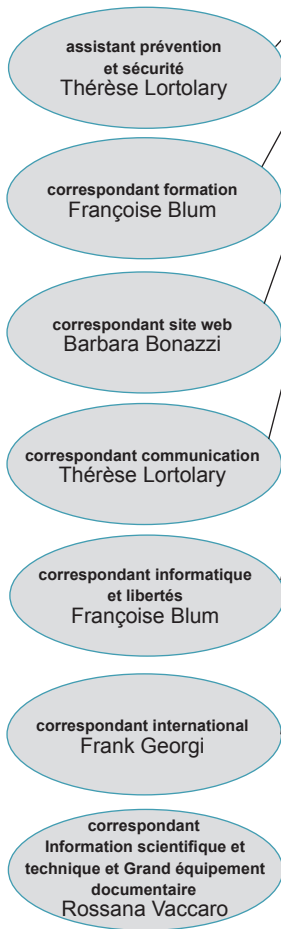 assistant prévention
et sécurité
Thérèse Lortolary
correspondant formation
Françoise Blum
correspondant site web
Barbara Bonazzi
correspondant communication
Thérèse Lortolary
correspondant informatique
et libertés
Françoise Blum
correspondant international
Frank Georgi
correspondant
Information scientifique et
technique et Grand équipement
documentaire
Rossana Vaccaro